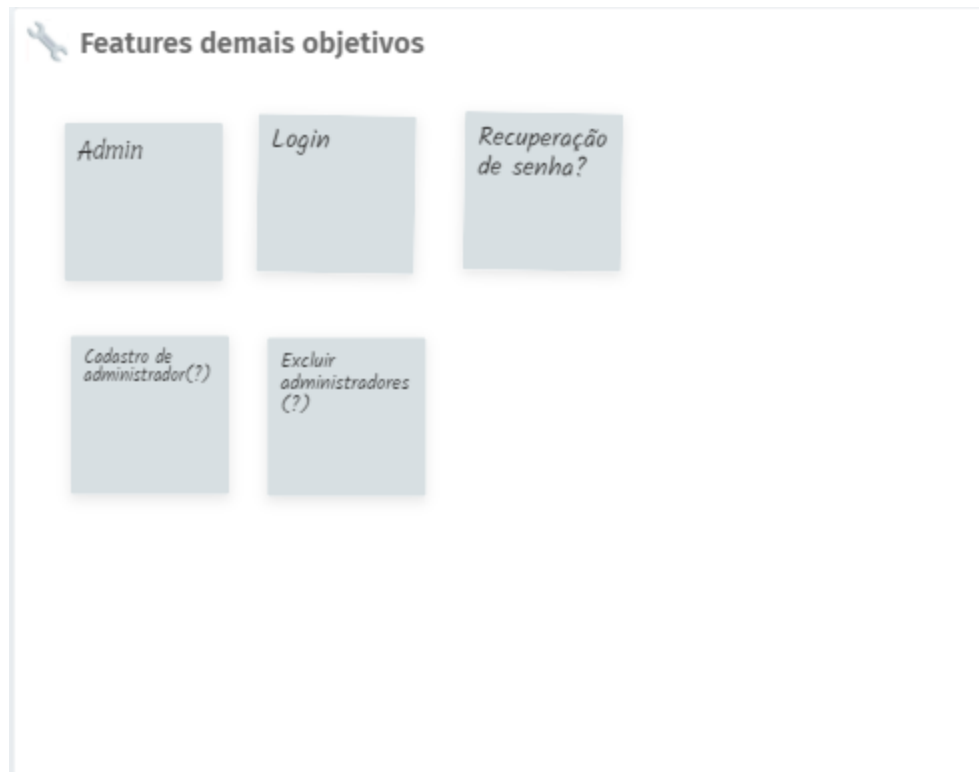 Features demais objetivos
Admin
Login
Recuperação
de senha?
Cadastro de
administrador(?)
Excluir
administradores
(?)